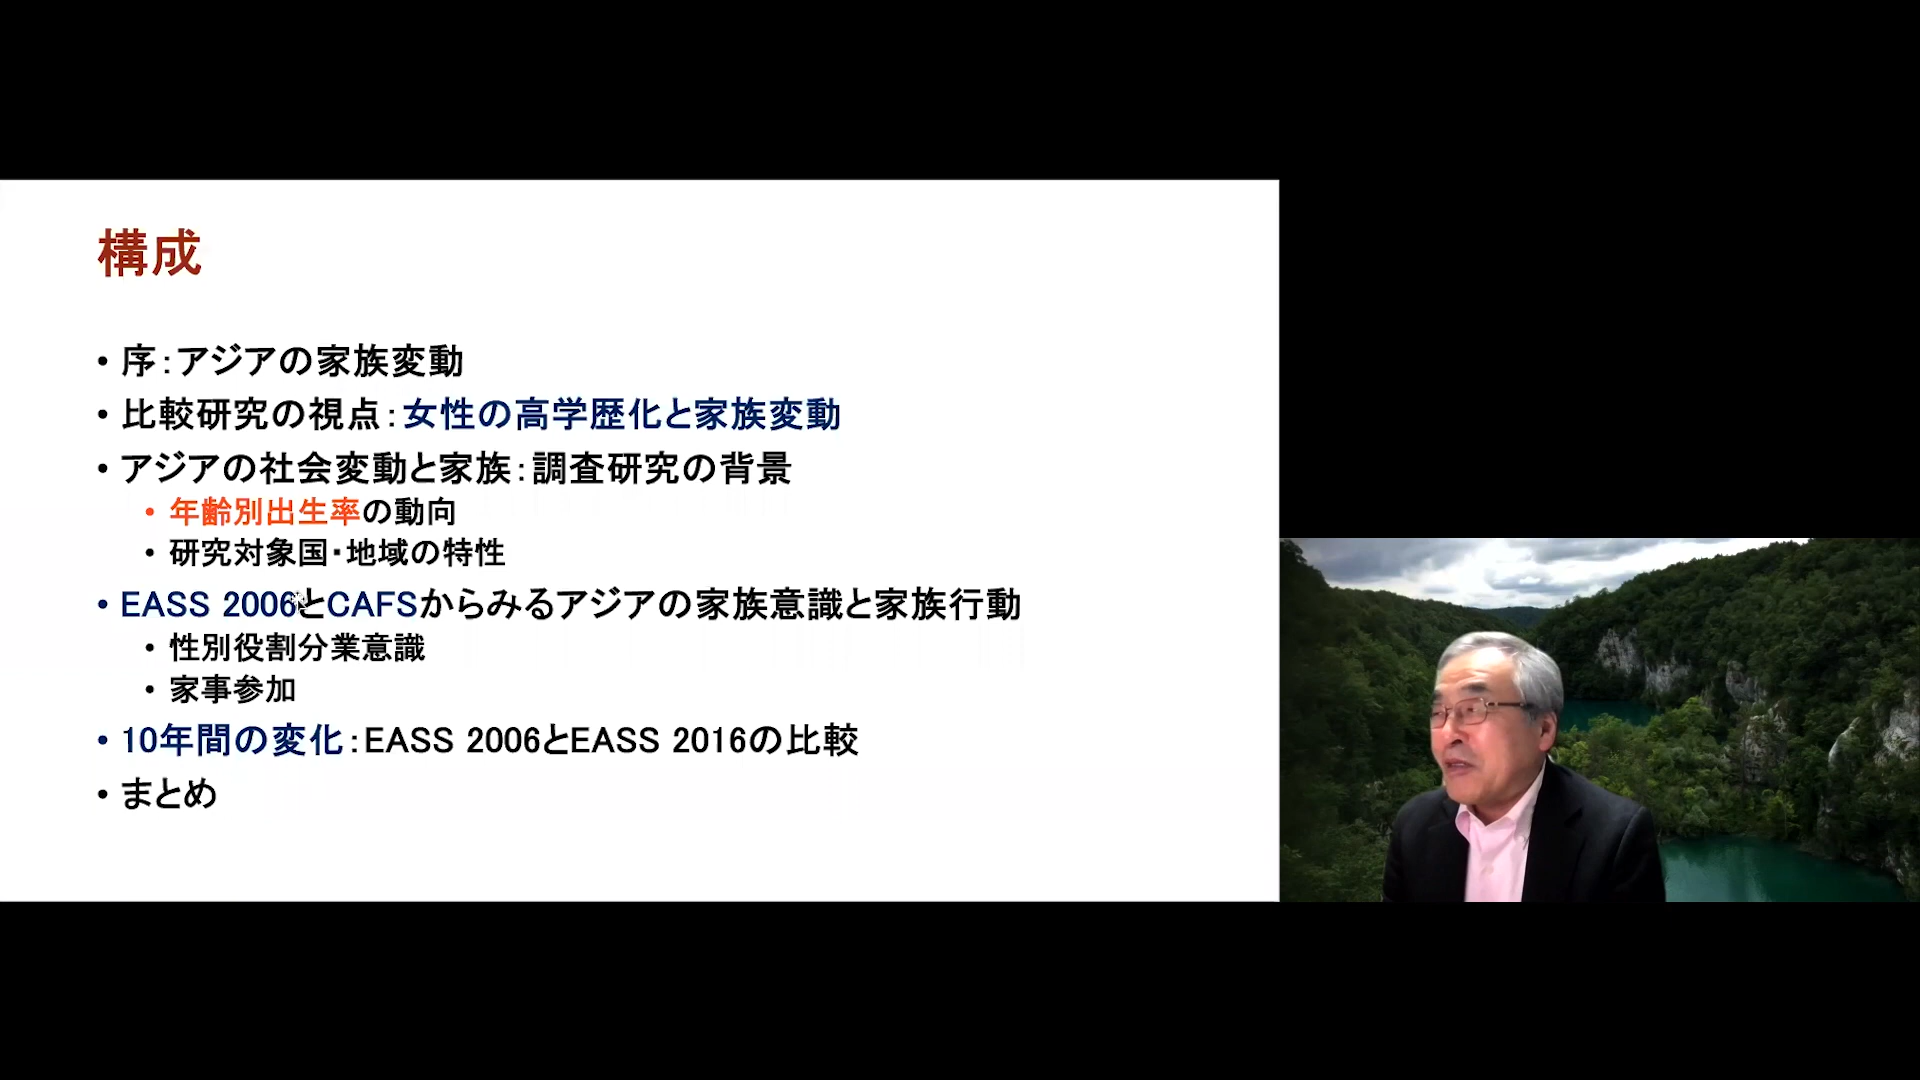 構成
• 序：アジアの家族変動
• 比較研究の視点：女性の高学歴化と家族変動
• アジアの社会変動と家族：調査研究の背景
• 年齢別出生率の動向
• 研究対象国・地域の特性
• EASS 2006とCAFSからみるアジアの家族意識と家族行動
• 性別役割分業意識
• 家事参加
• 10年間の変化：EASS 2006とEASS 2016の比較
• まとめ